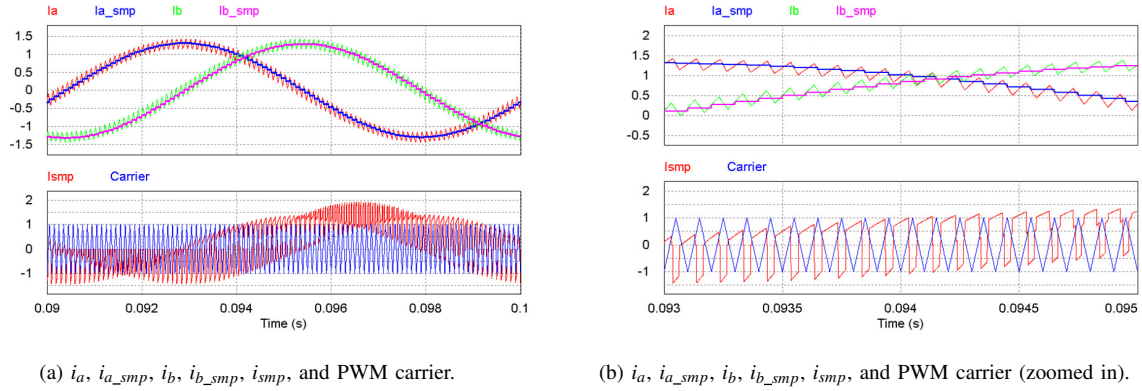 Ia Ia_smp Ib Ib_smp
1.5
1
0.5
0
-0.5
-1
-1.5
Ismp Carrier
2
1
0
-1
0.09 0.092 0.094 0.096 0.098 0.1
Time (s)
(a) ia, ia_smp, ib, ib_smp, ismp, and PWM carrier.
Ia Ia_smp Ib Ib_smp
2
1.5
1
0.5
0
-0.5
Ismp Carrier
2
1
0
-1
0.093 0.0935 0.094 0.0945 0.095
Time (s)
(b) ia, ia_smp, ib, ib_smp, ismp, and PWM carrier (zoomed in).